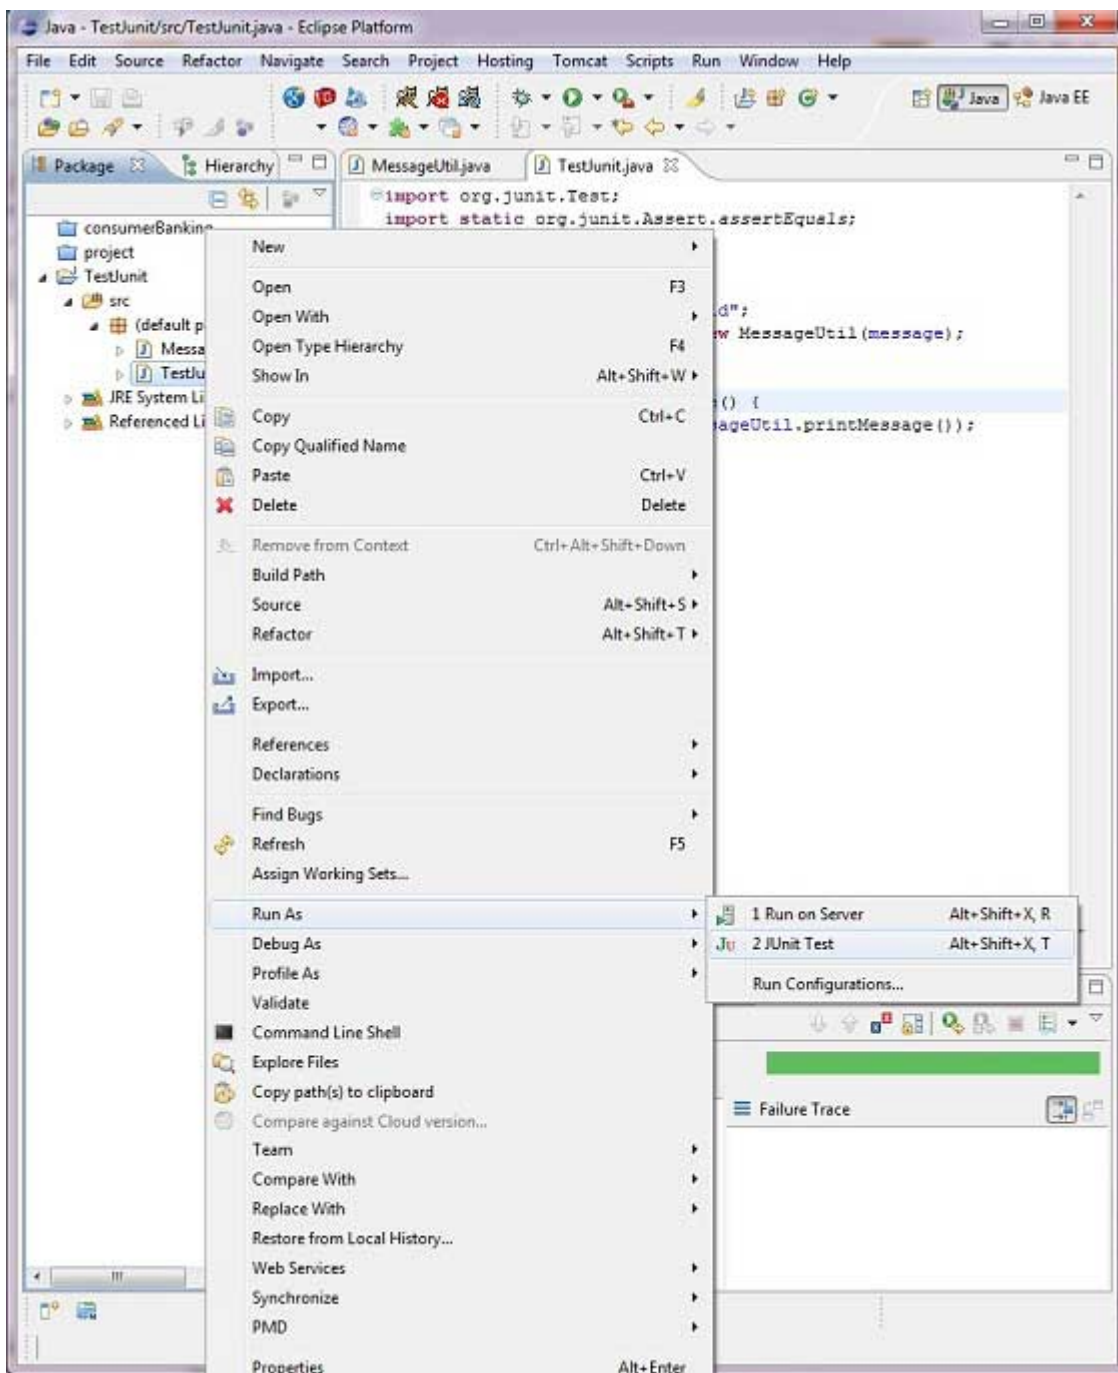 Java - TestJunit/src/TestJunit.java - Eclipse Platform
File Edit Source Refactor Navigate Search Project Hosting Tomcat Scripts Run Window Help
Java Java EE
Package Hierarchy MessageUtil.java TestJunit.java
import org.junit.Test;
import static org.junit.Assert.assertEquals;
consumerBanking
project
TestJunit
src
(default p
Messa
TestJu
JRE System Li
Referenced Li
d";
w MessageUtil(message);
() {
ageUtil.printMessage());
New
Open F3
Open With
Open Type Hierarchy F4
Show In Alt+Shift+W
Copy Ctrl+C
Copy Qualified Name
Paste Ctrl+V
Delete Delete
Remove from Context Ctrl+Alt+Shift+Down
Build Path
Source Alt+Shift+S
Refactor Alt+Shift+T
Import...
Export...
References
Declarations
Find Bugs
Refresh F5
Assign Working Sets...
Run As
Debug As
Profile As
Validate
Command Line Shell
Explore Files
Copy path(s) to clipboard
Compare against Cloud version...
Team
Compare With
Replace With
Restore from Local History...
Web Services
Synchronize
PMD
Properties Alt+Enter
1 Run on Server Alt+Shift+X, R
Ju 2 JUnit Test Alt+Shift+X, T
Run Configurations...
Failure Trace